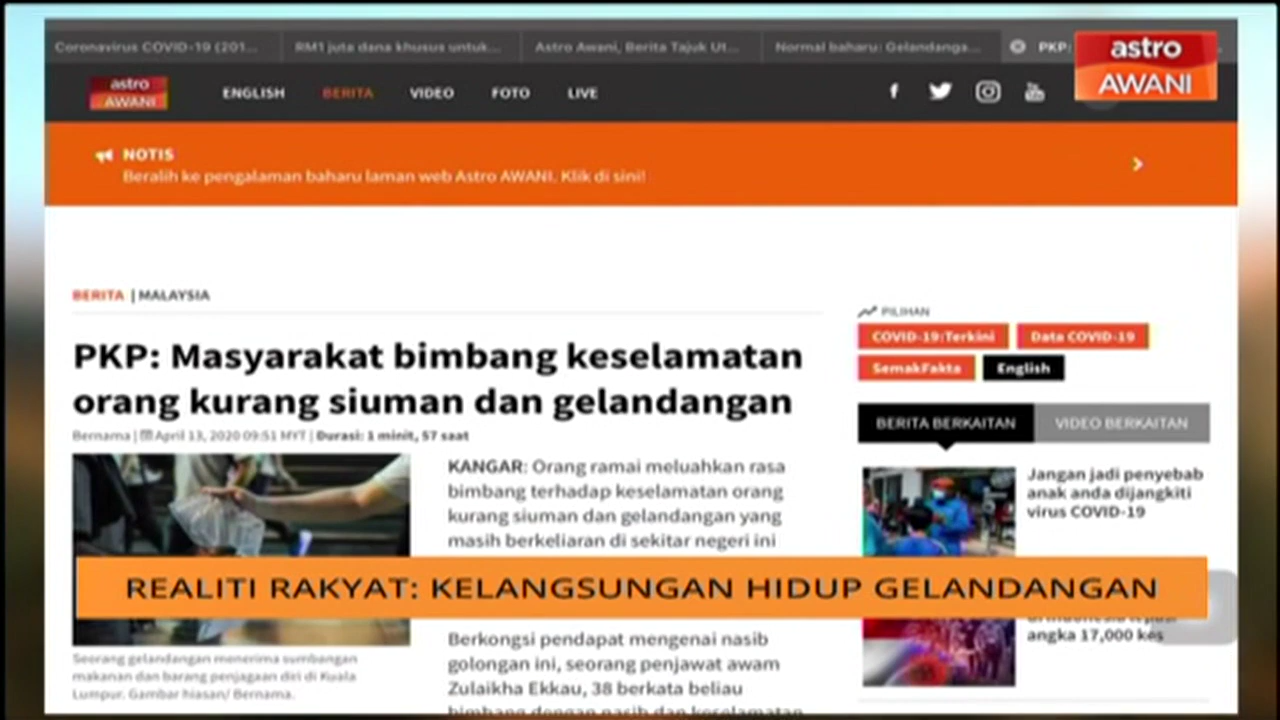 Coronavirus COVID-19 (201...
RM1 juta dana khusus untuk...
Astro Awani, Berita Tajuk Ut...
Normal baharu: Gelandanga...
PKP:
astro
AWANI
astro
AWANI
ENGLISH
BERITA
VIDEO
FOTO
LIVE
NOTIS
Beralih ke pengalaman baharu laman web Astro AWANI. Klik di sini!
BERITA | MALAYSIA
PKP: Masyarakat bimbang keselamatan
orang kurang siuman dan gelandangan
Bernama | April 13, 2020 09:51 MYT | Durasi: 1 minit, 57 saat
KANGAR: Orang ramai meluahkan rasa
bimbang terhadap keselamatan orang
kurang siuman dan gelandangan yang
masih berkeliaran di sekitar negeri ini
Berkongsi pendapat mengenai nasib
golongan ini, seorang penjawat awam
Zulaikha Ekkau, 38 berkata beliau
bimbang dengan nasib dan keselamatan
Seorang gelandangan menerima sumbangan
makanan dan barang penjagaan diri di Kuala
Lumpur. Gambar hiasan/ Bernama.
PILIHAN
COVID-19:Terkini
Data COVID-19
SemakFakta
English
BERITA BERKAITAN
VIDEO BERKAITAN
Jangan jadi penyebab
anak anda dijangkiti
virus COVID-19
angka 17,000 kes
REALITI RAKYAT: KELANGSUNGAN HIDUP GELANDANGAN